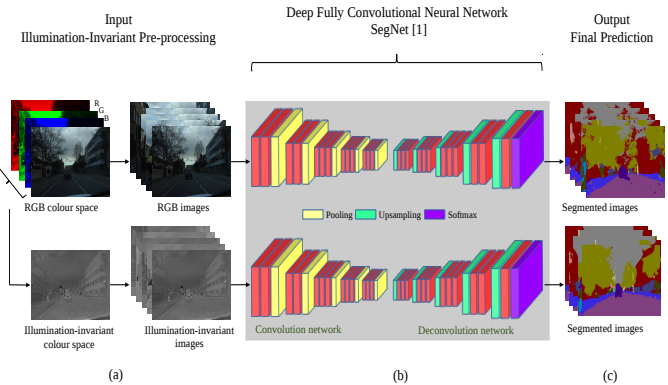 Input
Illumination-Invariant Pre-processing
Deep Fully Convolutional Neural Network
SegNet [1]
Output
Final Prediction
R
G
B
RGB colour space
RGB images
Segmented images
Pooling
Upsampling
Softmax
Illumination-invariant
colour space
Illumination-invariant
images
Convolution network
Deconvolution network
Segmented images
(a)
(b)
(c)